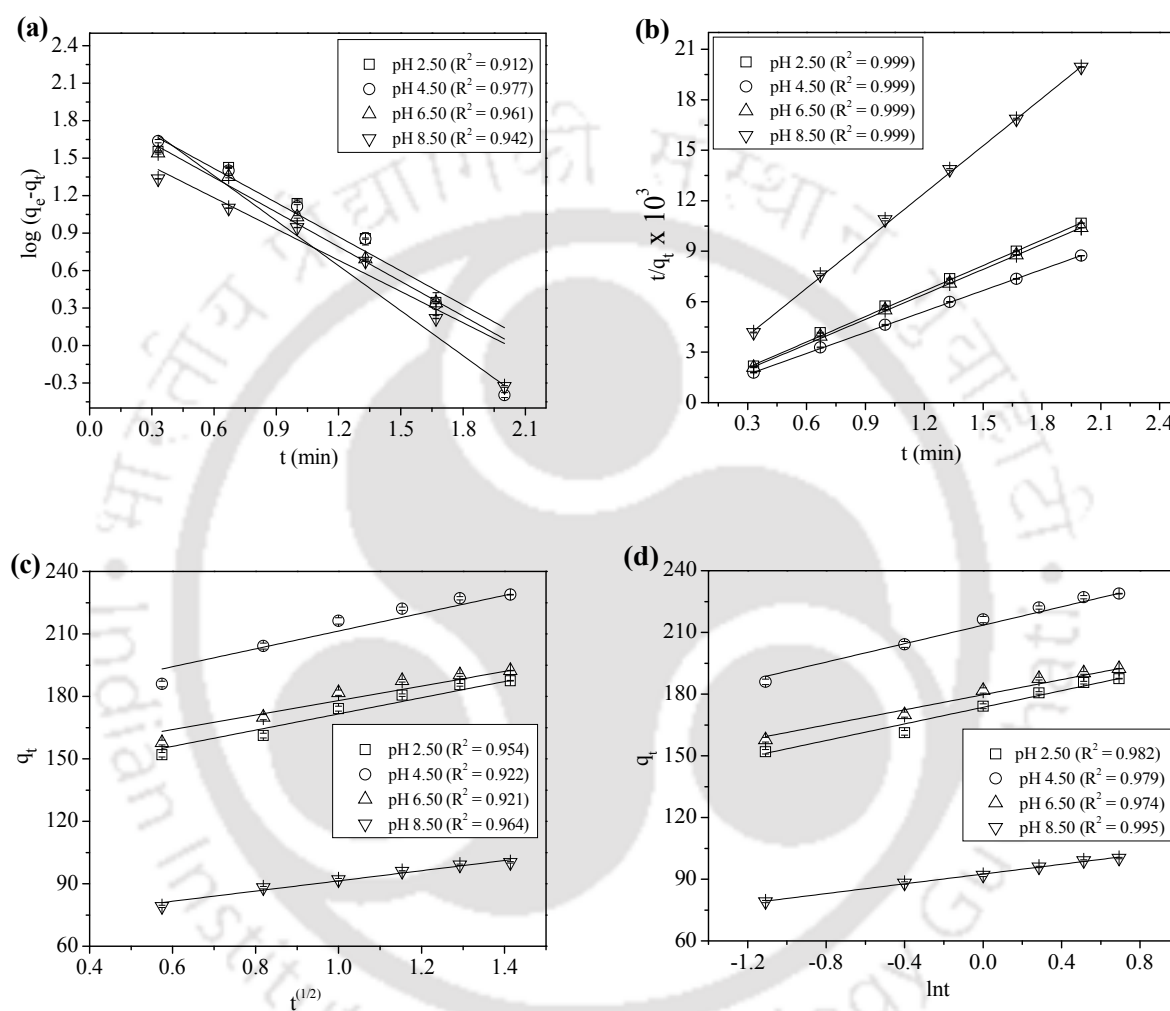 (a)
2.4
2.1
1.8
1.5
1.2
0.9
0.6
0.3
0.0
-0.3
log (qₑ-qₜ)
pH 2.50 (R² = 0.912)
pH 4.50 (R² = 0.977)
pH 6.50 (R² = 0.961)
pH 8.50 (R² = 0.942)
0.0 0.3 0.6 0.9 1.2 1.5 1.8 2.1
t (min)
(b)
21
18
15
12
9
6
3
0
t/qₜ x 10³
pH 2.50 (R² = 0.999)
pH 4.50 (R² = 0.999)
pH 6.50 (R² = 0.999)
pH 8.50 (R² = 0.999)
0.3 0.6 0.9 1.2 1.5 1.8 2.1 2.4
t (min)
(c)
240
210
180
150
120
90
60
qₜ
pH 2.50 (R² = 0.954)
pH 4.50 (R² = 0.922)
pH 6.50 (R² = 0.921)
pH 8.50 (R² = 0.964)
0.4 0.6 0.8 1.0 1.2 1.4
t^(1/2)
(d)
240
210
180
150
120
90
60
qₜ
pH 2.50 (R² = 0.982)
pH 4.50 (R² = 0.979)
pH 6.50 (R² = 0.974)
pH 8.50 (R² = 0.995)
-1.2 -0.8 -0.4 0.0 0.4 0.8
lnt
Indian